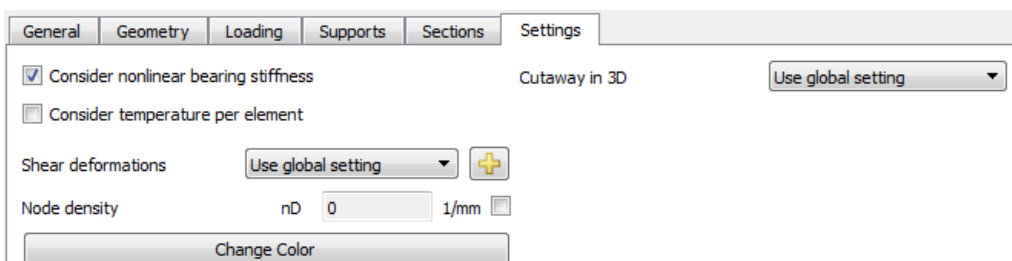 General Geometry Loading Supports Sections Settings
Consider nonlinear bearing stiffness
Cutaway in 3D Use global setting
Consider temperature per element
Shear deformations Use global setting
Node density nD 0 1/mm
Change Color